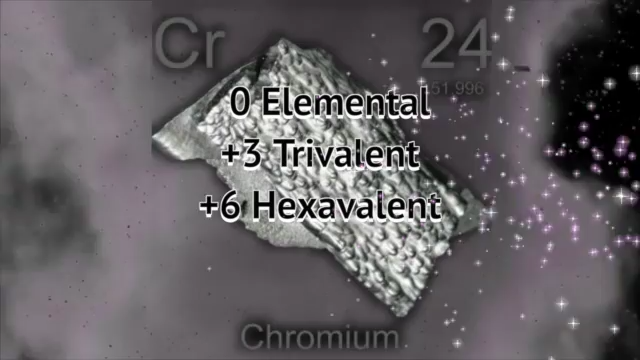 Cr 24
51.996
0 Elemental
+3 Trivalent
+6 Hexavalent
Chromium